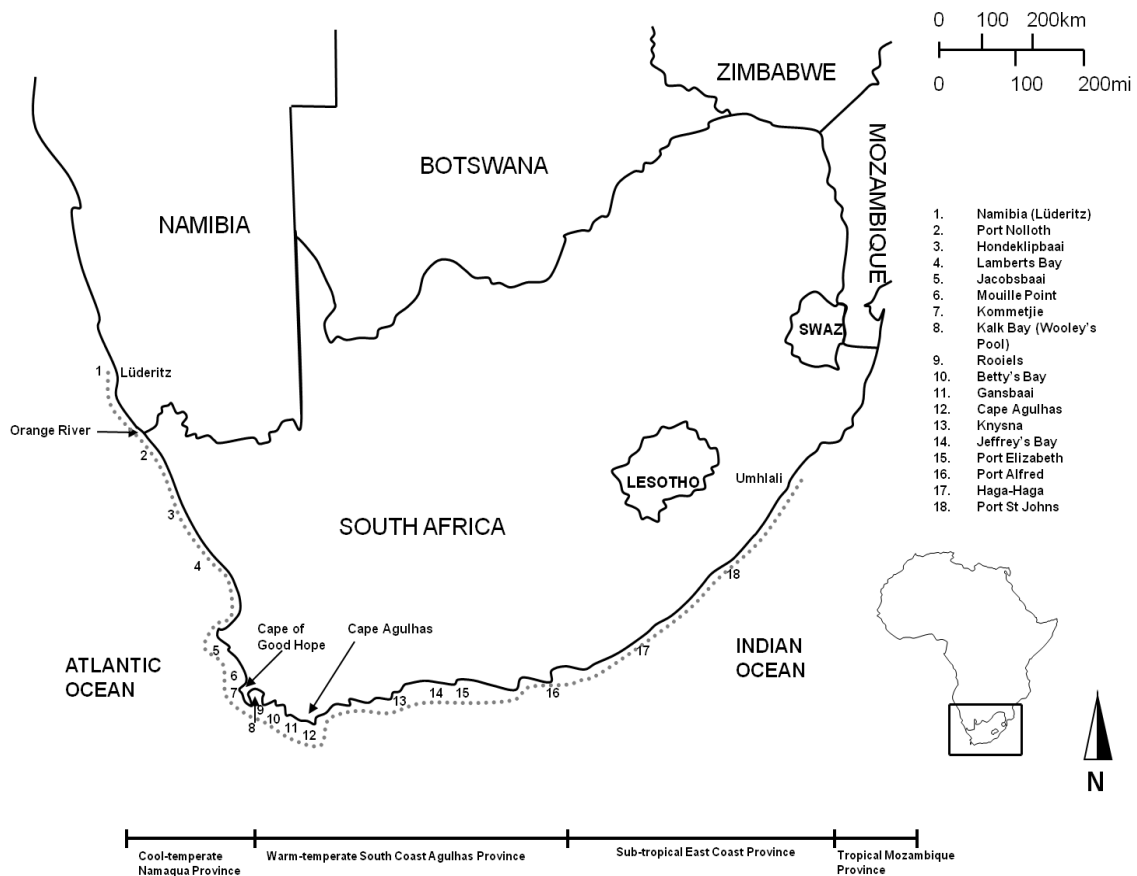 0 100 200km
0 100 200mi
ZIMBABWE
MOZAMBIQUE
BOTSWANA
NAMIBIA
SWAZ
1 Lüderitz
Orange River
2
3
4
LESOTHO
Umhlali
SOUTH AFRICA
18
17
Cape of
Good Hope
Cape Agulhas
5
6
7
8
9
10
11
12
13
14
15
16
ATLANTIC
OCEAN
INDIAN
OCEAN
1. Namibia (Lüderitz)
2. Port Nolloth
3. Hondeklipbaai
4. Lamberts Bay
5. Jacobsbaai
6. Mouille Point
7. Kommetjie
8. Kalk Bay (Wooley's
Pool)
9. Rooiels
10. Betty's Bay
11. Gansbaai
12. Cape Agulhas
13. Knysna
14. Jeffrey's Bay
15. Port Elizabeth
16. Port Alfred
17. Haga-Haga
18. Port St Johns
N
Cool-temperate
Namaqua Province
Warm-temperate South Coast Agulhas Province
Sub-tropical East Coast Province
Tropical Mozambique
Province